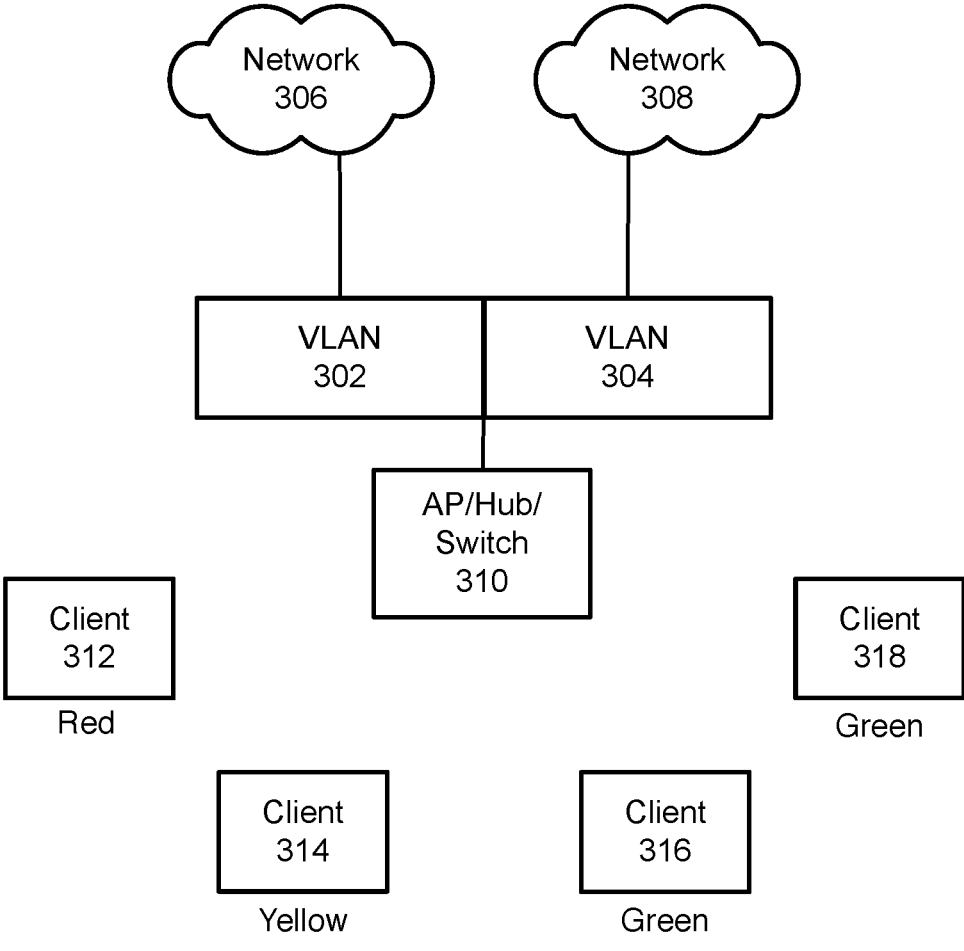 Network
306
Network
308
VLAN
302
VLAN
304
AP/Hub/
Switch
310
Client
312
Red
Client
318
Green
Client
314
Yellow
Client
316
Green